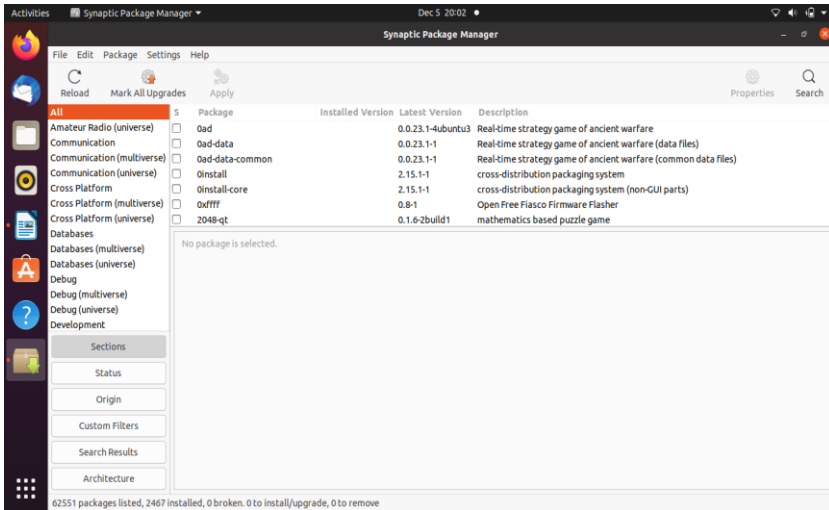 Activities Synaptic Package Manager Dec 5 20:02
Synaptic Package Manager
File Edit Package Settings Help
Reload Mark All Upgrades Apply Properties Search
All
Amateur Radio (universe)
Communication
Communication (multiverse)
Communication (universe)
Cross Platform
Cross Platform (multiverse)
Cross Platform (universe)
Databases
Databases (multiverse)
Databases (universe)
Debug
Debug (multiverse)
Debug (universe)
Development
Sections
Status
Origin
Custom Filters
Search Results
Architecture
S Package Installed Version Latest Version Description
0ad 0.0.23.1-4ubuntu3 Real-time strategy game of ancient warfare
0ad-data 0.0.23.1-1 Real-time strategy game of ancient warfare (data files)
0ad-data-common 0.0.23.1-1 Real-time strategy game of ancient warfare (common data files)
0install 2.15.1-1 cross-distribution packaging system
0install-core 2.15.1-1 cross-distribution packaging system (non-GUI parts)
0xffff 0.8-1 Open Free Fiasco Firmware Flasher
2048-qt 0.1.6-2build1 mathematics based puzzle game
No package is selected.
62551 packages listed, 2467 installed, 0 broken. 0 to install/upgrade, 0 to remove